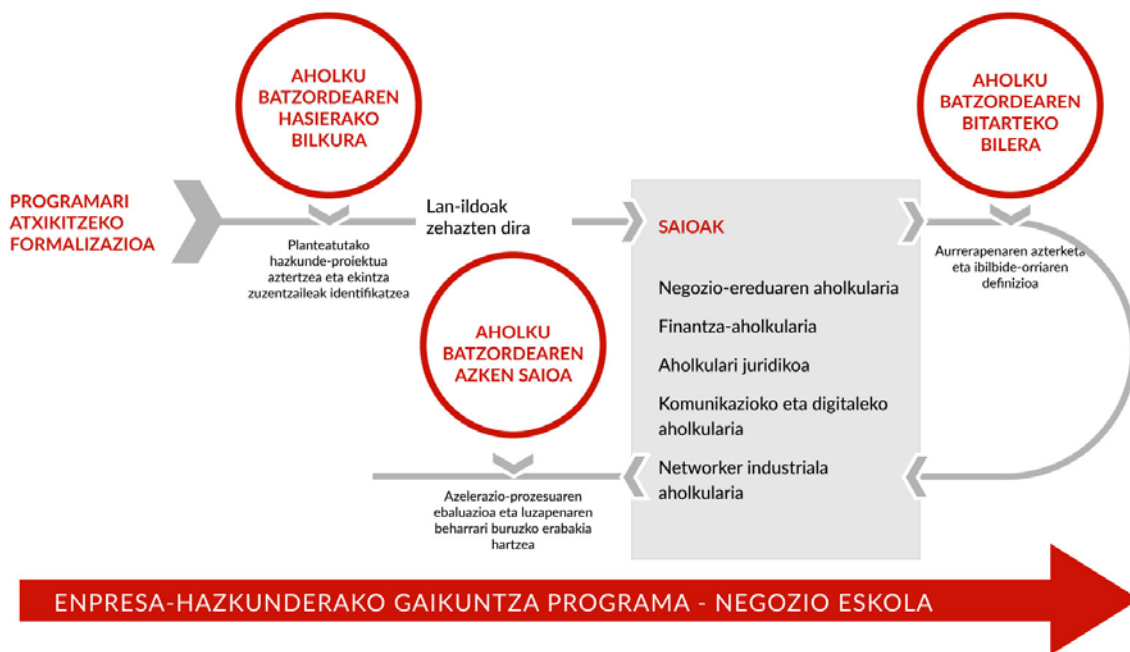 PROGRAMARI
ATXIKITZEKO
FORMALIZAZIOA
AHOLKU
BATZORDEAREN
HASIERAKO
BILKURA
Planteatutako
hazkunde-proiektua
aztertzea eta ekintza
zuzentzaileak identifikatzea
Lan-ildoak
zehazten dira
SAIOAK
Negozio-ereduaren aholkularia
Finantza-aholkularia
Aholkulari juridikoa
Komunikazioko eta digitaleko
aholkularia
Networker industriala
aholkularia
AHOLKU
BATZORDEAREN
BITARTEKO
BILERA
Aurrerapenaren azterketa
eta ibilbide-orriaren
definizioa
AHOLKU
BATZORDEAREN
AZKEN SAIOA
Azelerazio-prozesuaren
ebaluazioa eta luzapenaren
beharrari buruzko erabakia
hartzea
ENPRESA-HAZKUNDERAKO GAIKUNTZA PROGRAMA - NEGOZIO ESKOLA